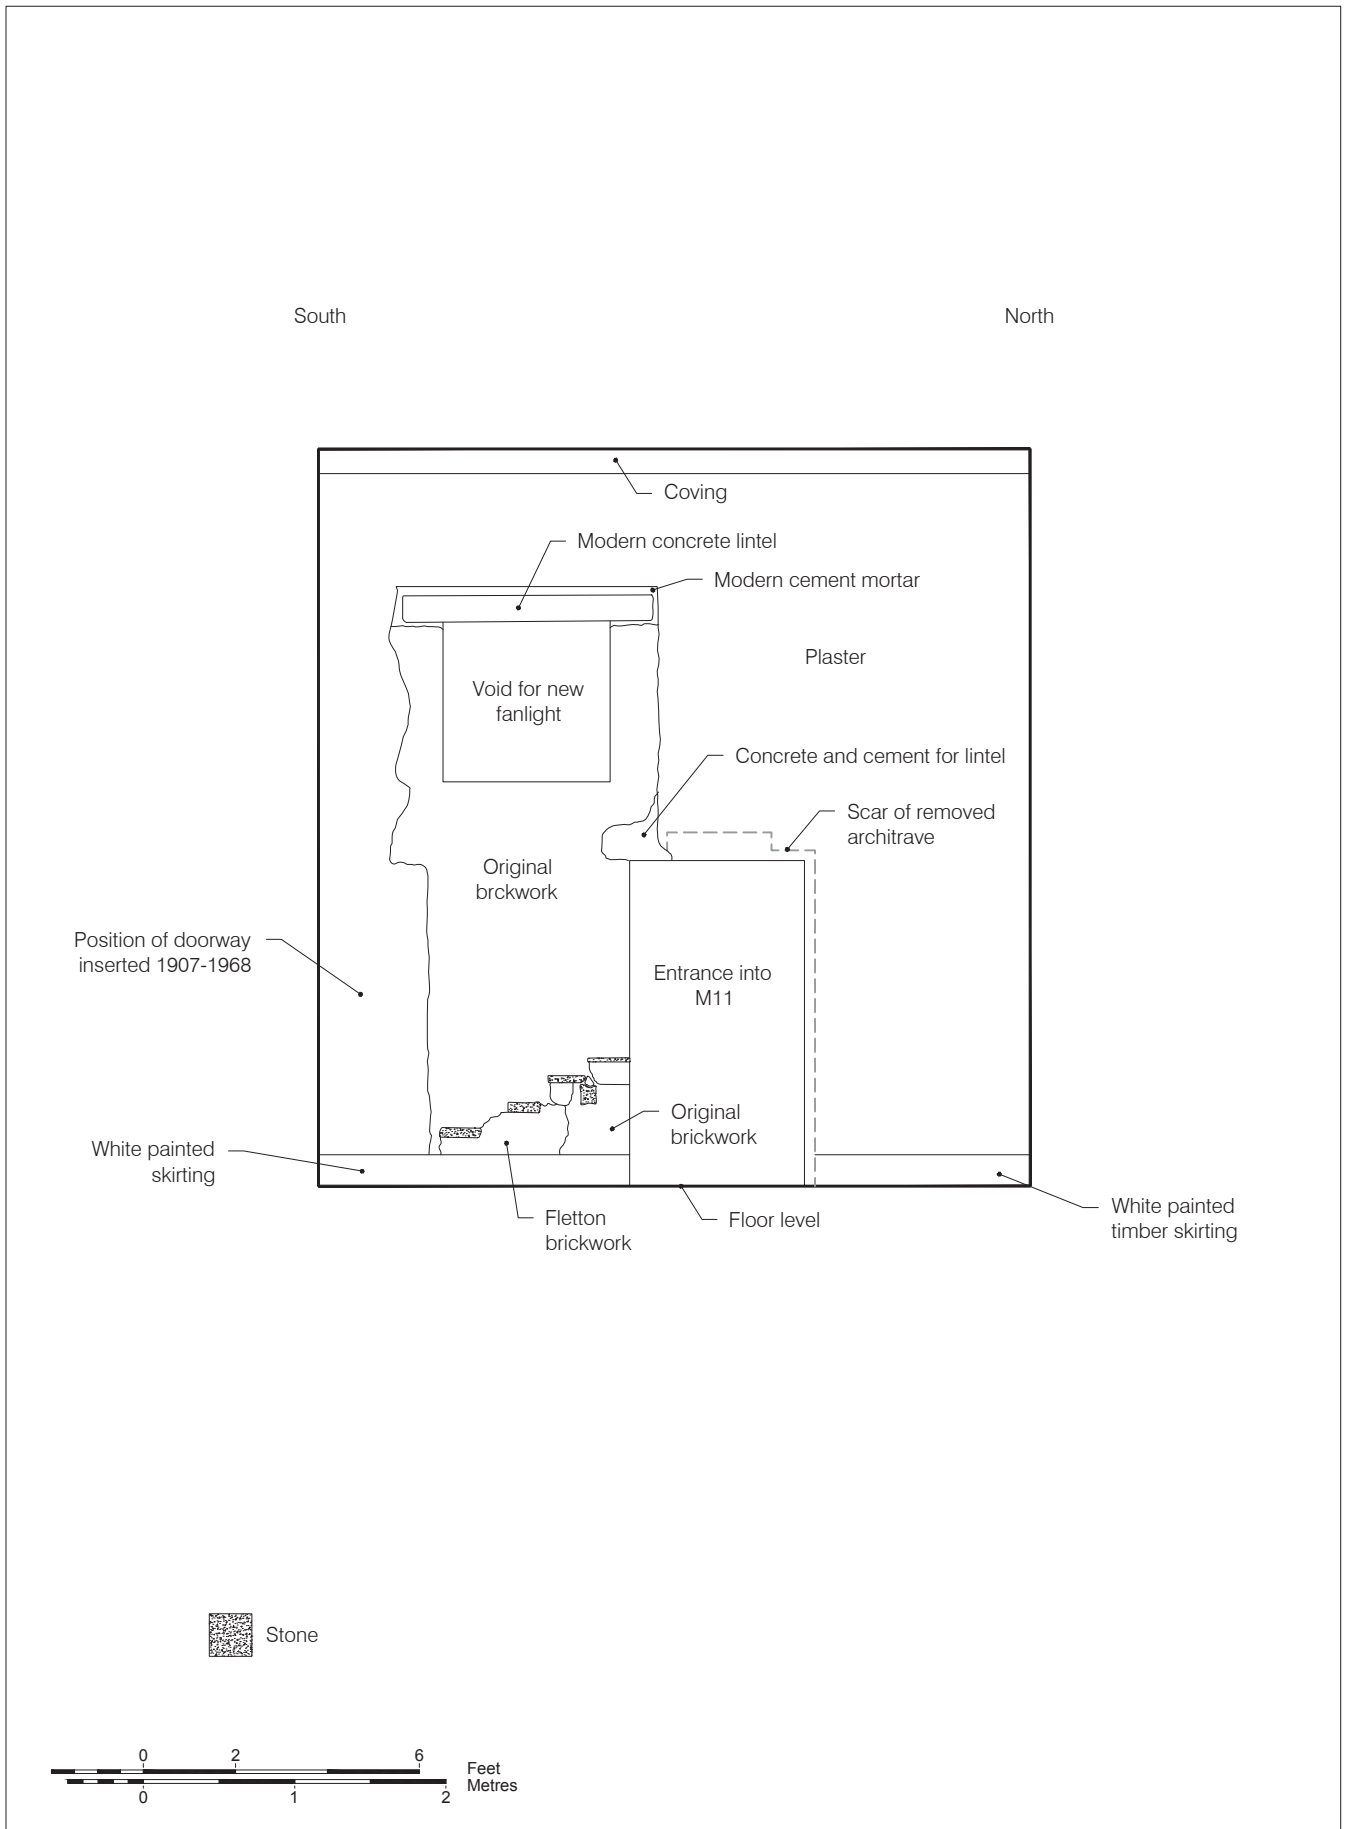 South
North
Coving
Modern concrete lintel
Modern cement mortar
Plaster
Void for new
fanlight
Concrete and cement for lintel
Scar of removed
architrave
Original
brckwork
Position of doorway
inserted 1907-1968
Entrance into
M11
Original
brickwork
White painted
skirting
Fletton
brickwork
Floor level
White painted
timber skirting
Stone
0 2 6
Feet
Metres
0 1 2